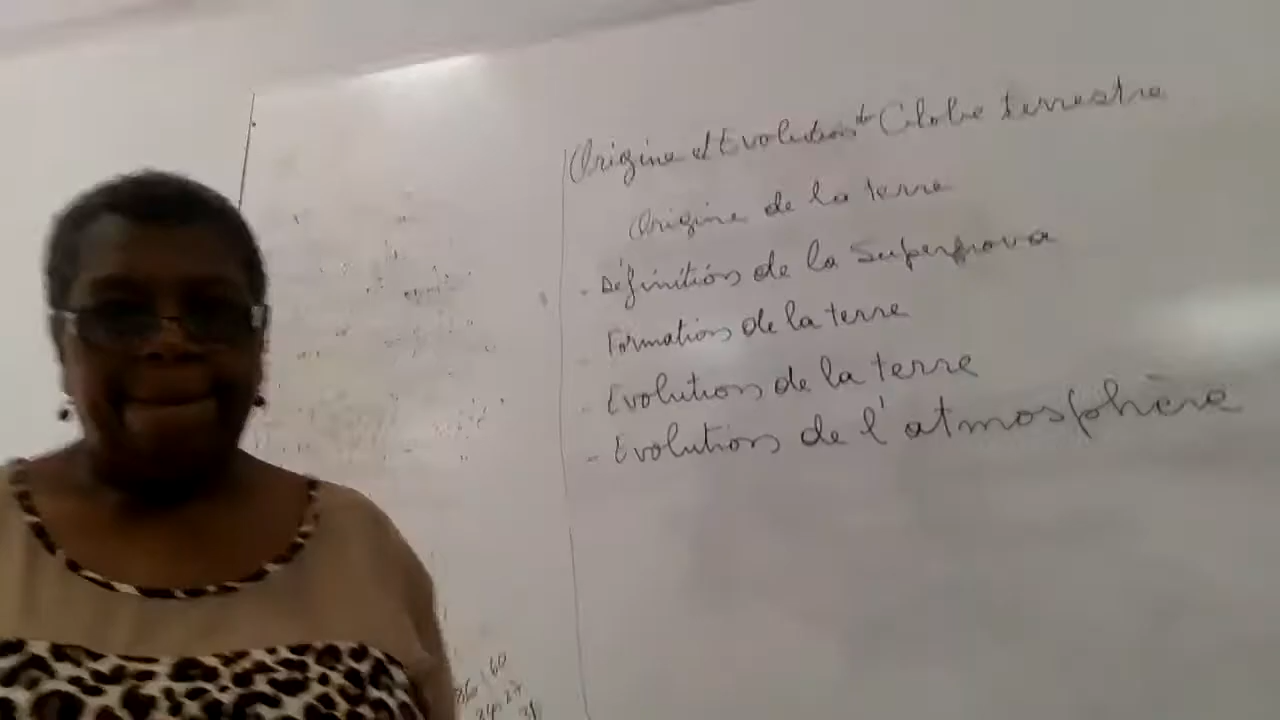 Origine et Evolution du Globe terrestre
Origine de la terre
- Définition de la Supernova
- Formation de la terre
- Evolution de la terre
- Evolution de l'atmosphère